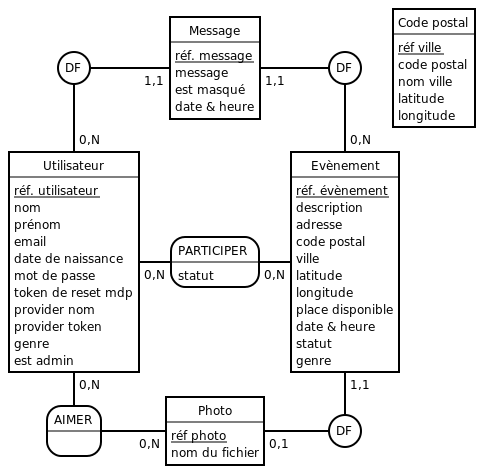 Message
réf. message
message
est masqué
date & heure
Code postal
réf ville
code postal
nom ville
latitude
longitude
DF
1,1
1,1
DF
0,N
0,N
Utilisateur
réf. utilisateur
nom
prénom
email
date de naissance
mot de passe
token de reset mdp
provider nom
provider token
genre
est admin
PARTICIPER
statut
0,N
0,N
Evènement
réf. évènement
description
adresse
code postal
ville
latitude
longitude
place disponible
date & heure
statut
genre
0,N
1,1
AIMER
0,N
Photo
réf photo
nom du fichier
0,1
DF